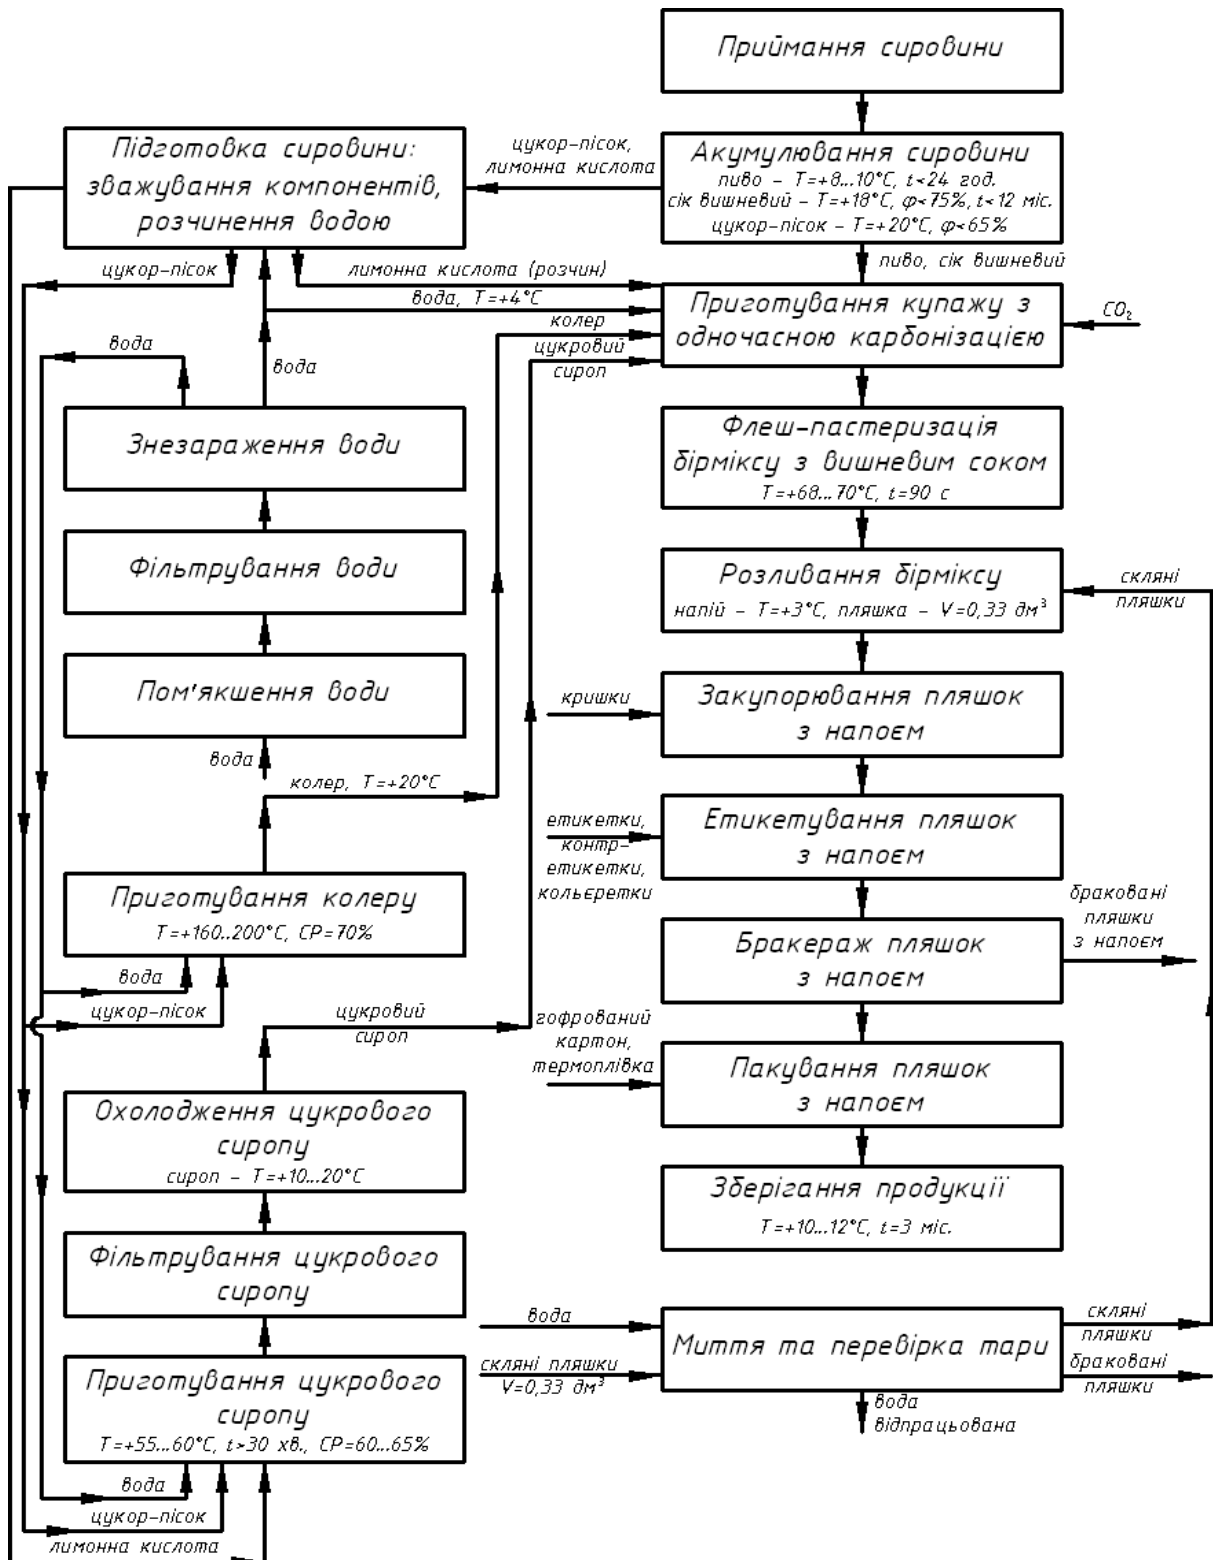 Приймання сировини
Підготовка сировини:
зважування компонентів,
розчинення водою
цукор-пісок,
лимонна кислота
Акумулювання сировини
пиво - T=+8...10°C, t<24 год.
сік вишневий - T=+18°C, φ<75%, t<12 міс.
цукор-пісок - T=+20°C, φ<65%
цукор-пісок
лимонна кислота (розчин)
пиво, сік вишневий
вода, T=+4°C
колер
цукровий
сироп
Приготування купажу з
одночасною карбонізацією
CO₂
вода
вода
Знезараження води
Флеш-пастеризація
бірміксу з вишневим соком
T=+68...70°C, t=90 с
Фільтрування води
Розливання бірміксу
напій - T=+3°C, пляшка - V=0,33 дм³
скляні
пляшки
Пом'якшення води
кришки
Закупорювання пляшок
з напоєм
вода
колер, T=+20°C
етикетки,
контр-
етикетки,
кольєретки
Етикетування пляшок
з напоєм
Приготування колеру
T=+160..200°C, СР=70%
браковані
пляшки
з напоєм
Бракераж пляшок
з напоєм
вода
цукор-пісок
цукровий
сироп
гофрований
картон,
термоплівка
Пакування пляшок
з напоєм
Охолодження цукрового
сиропу
сироп - T=+10...20°C
Зберігання продукції
T=+10...12°C, t=3 міс.
Фільтрування цукрового
сиропу
вода
скляні пляшки
V=0,33 дм³
Миття та перевірка тари
скляні
пляшки
браковані
пляшки
вода
відпрацьована
Приготування цукрового
сиропу
T=+55...60°C, t>30 хв., СР=60...65%
вода
цукор-пісок
лимонна кислота